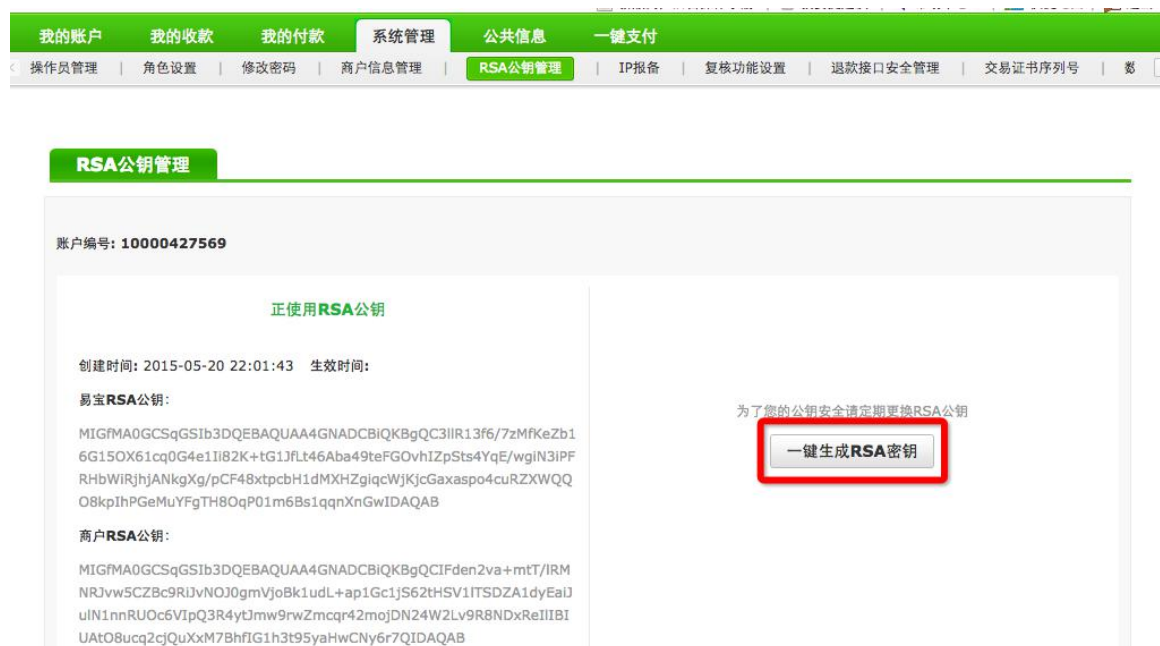 我的账户 我的收款 我的付款 系统管理 公共信息 一键支付
操作员管理 | 角色设置 | 修改密码 | 商户信息管理 | RSA公钥管理 | IP报备 | 复核功能设置 | 退款接口安全管理 | 交易证书序列号 |
RSA公钥管理
账户编号: 10000427569
正使用RSA公钥
创建时间: 2015-05-20 22:01:43 生效时间:
易宝RSA公钥:
MIGfMA0GCSqGSIb3DQEBAQUAA4GNADCBiQKBgQC3llR13f6/7zMfKeZb1
6G15OX61cq0G4e1Ii82K+tG1JfLt46Aba49teFGOvhIZpSts4YqE/wgiN3iPF
RHbWiRjhjANkgXg/pCF48xtpcbH1dMXHZgiqcWjKjcGaxaspo4cuRZXWQQ
O8kpIhPGeMuYFgTH8OqP01m6Bs1qqnXnGwIDAQAB
商户RSA公钥:
MIGfMA0GCSqGSIb3DQEBAQUAA4GNADCBiQKBgQCIFden2va+mtT/lRM
NRJvw5CZBc9RiJvNOJ0gmVjoBk1udL+ap1Gc1jS62tHSV1lTSDZA1dyEaiJ
ulN1nnRUOc6VIpQ3R4ytJmw9rwZmcqr42mojDN24W2Lv9R8NDxReIlIBI
UAtO8ucq2cjQuXxM7BhfIG1h3t95yaHwCNy6r7QIDAQAB
为了您的公钥安全请定期更换RSA公钥
一键生成RSA密钥